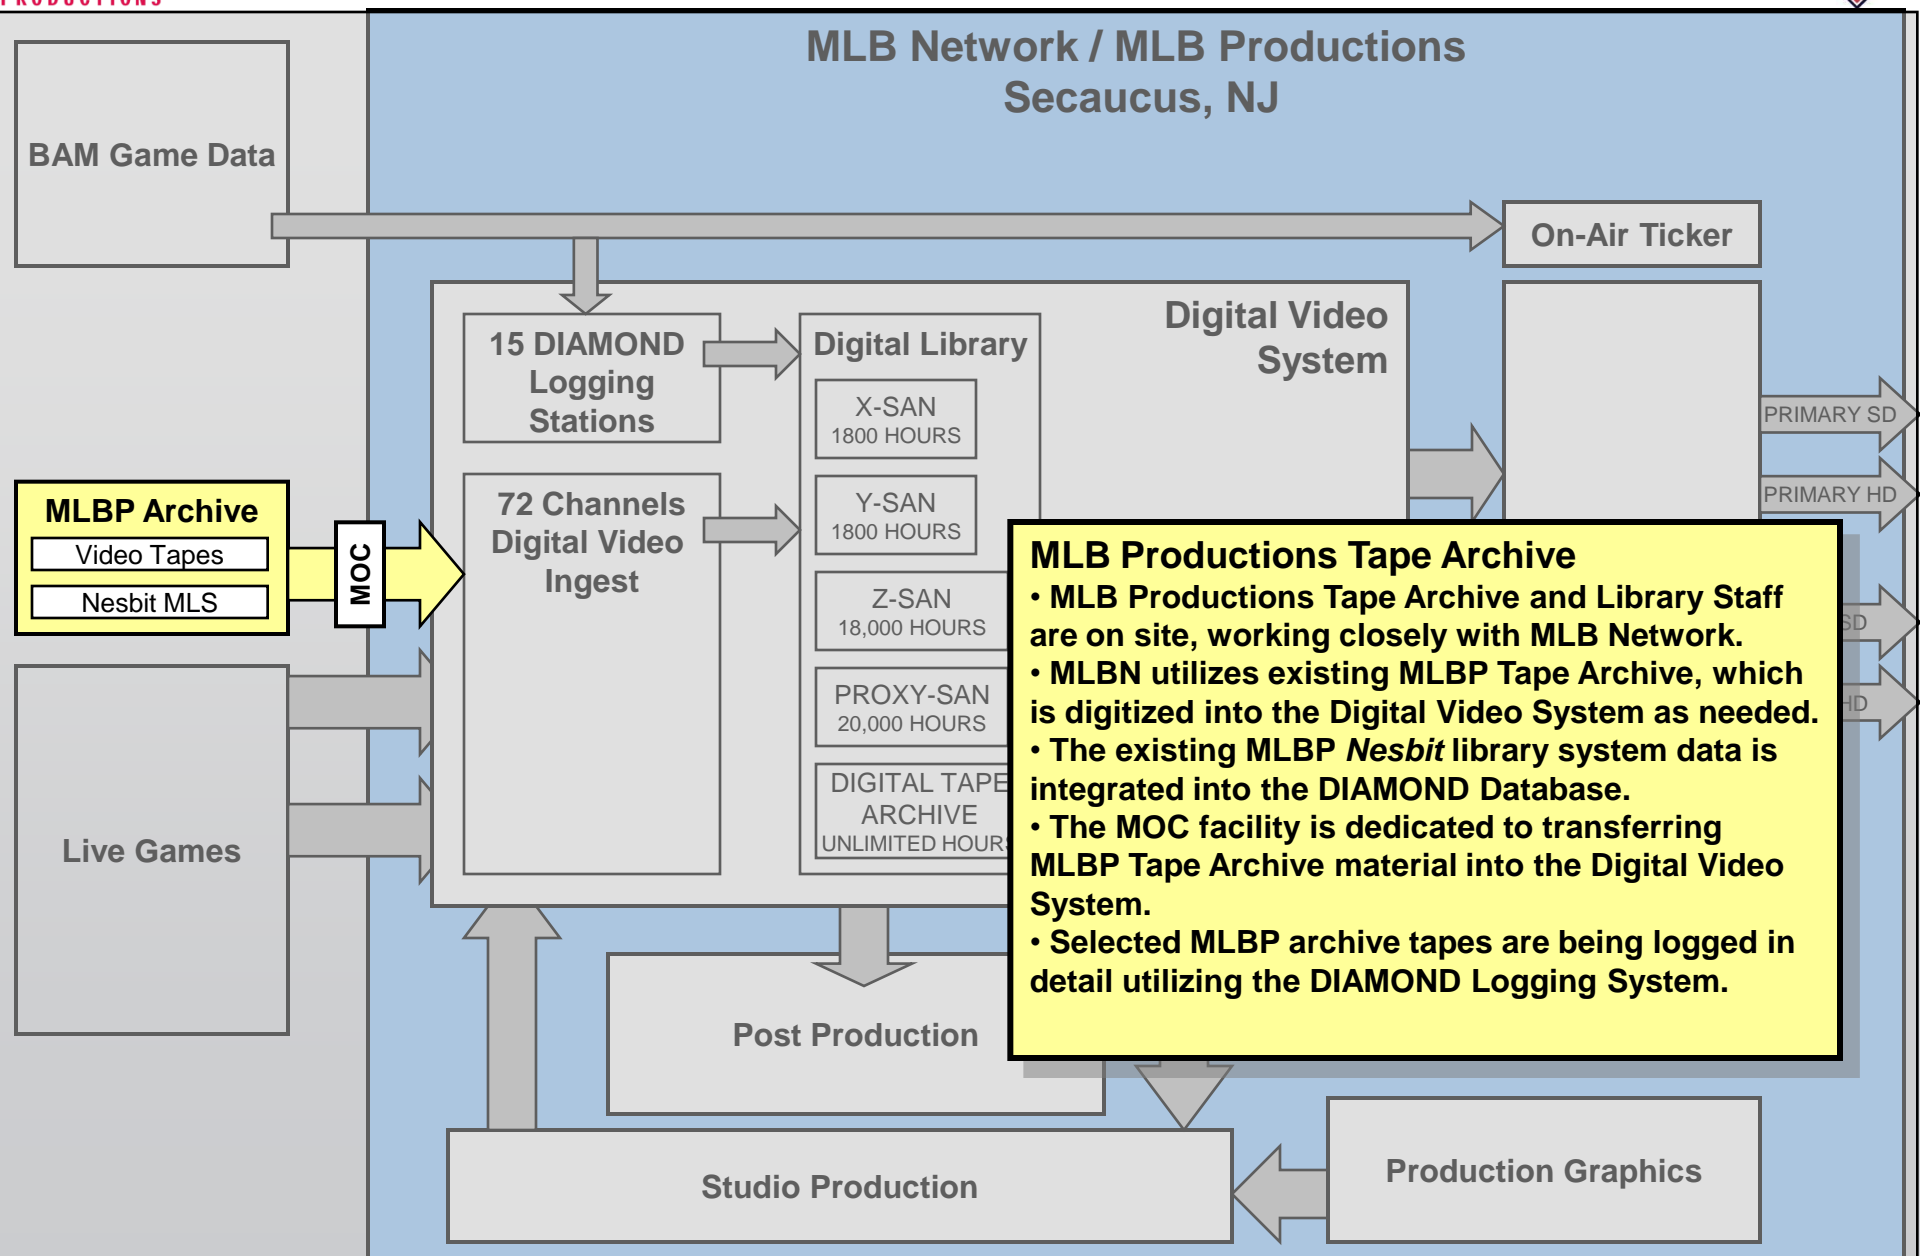 PRODUCTIONS
MLB Network / MLB Productions
Secaucus, NJ
BAM Game Data
On-Air Ticker
Digital Video
System
15 DIAMOND
Logging
Stations
Digital Library
X-SAN
1800 HOURS
PRIMARY SD
MLBP Archive
Video Tapes
Nesbit MLS
MOC
72 Channels
Digital Video
Ingest
Y-SAN
1800 HOURS
PRIMARY HD
Z-SAN
18,000 HOURS
PROXY-SAN
20,000 HOURS
DIGITAL TAPE
ARCHIVE
UNLIMITED HOURS
MLB Productions Tape Archive
• MLB Productions Tape Archive and Library Staff
are on site, working closely with MLB Network.
• MLBN utilizes existing MLBP Tape Archive, which
is digitized into the Digital Video System as needed.
• The existing MLBP Nesbit library system data is
integrated into the DIAMOND Database.
• The MOC facility is dedicated to transferring
MLBP Tape Archive material into the Digital Video
System.
• Selected MLBP archive tapes are being logged in
detail utilizing the DIAMOND Logging System.
SD
HD
Live Games
Post Production
Studio Production
Production Graphics